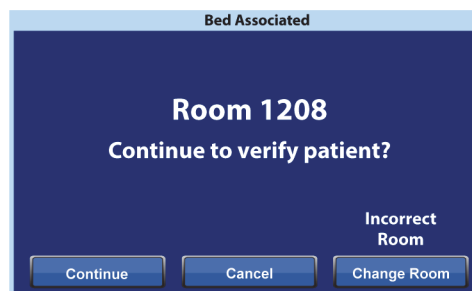 Bed Associated
Room 1208
Continue to verify patient?
Incorrect
Room
Continue
Cancel
Change Room